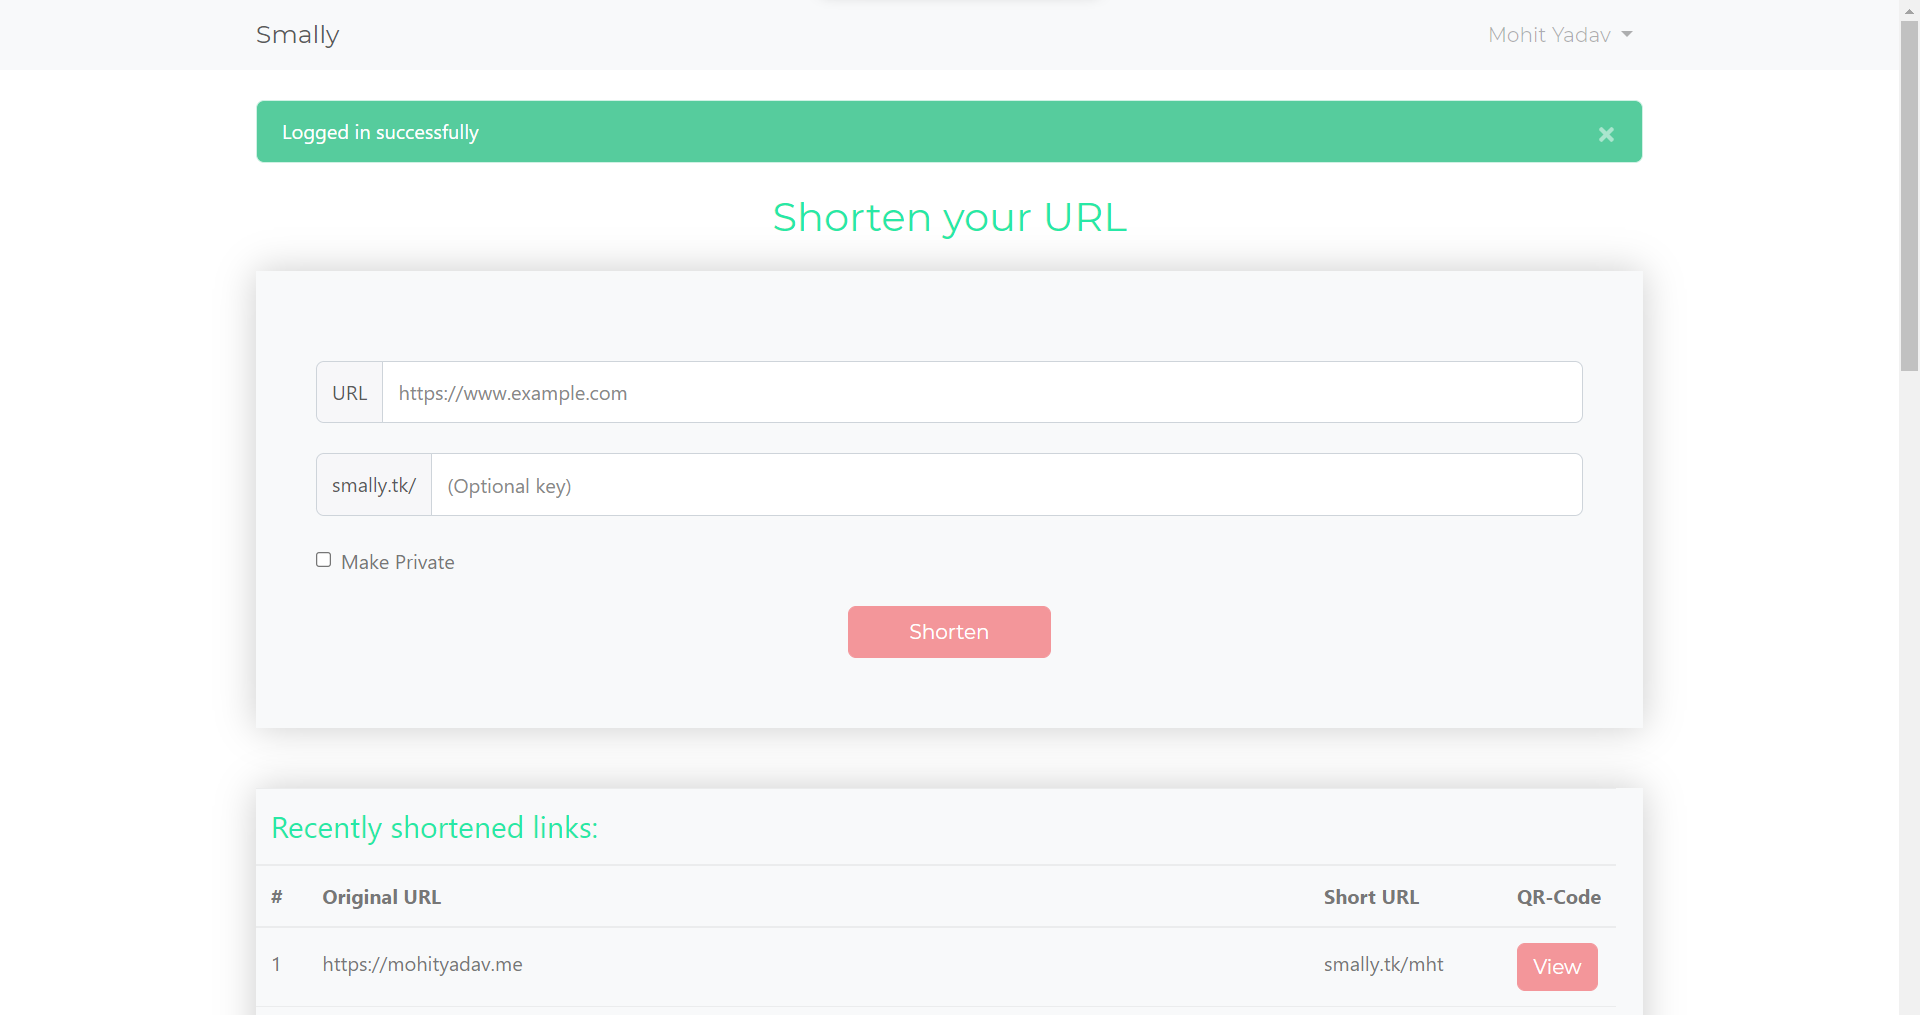 Smally
Mohit Yadav
Logged in successfully
×
Shorten your URL
URL https://www.example.com
smally.tk/ (Optional key)
Make Private
Shorten
Recently shortened links:
# Original URL Short URL QR-Code
1 https://mohityadav.me smally.tk/mht View